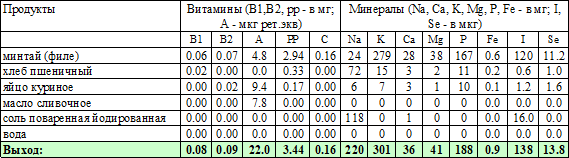 Продукты Витамины (B1,B2, pp - в мг; Минералы (Na, Ca, K, Mg, P, Fe - в мг; I,
A - мкг рет.экв) Se - в мкг)
B1 B2 A PP C Na K Ca Mg P Fe I Se
минтай (филе) 0.06 0.07 4.8 2.94 0.16 24 279 28 38 167 0.6 120 11.2
хлеб пшеничный 0.02 0.00 0.0 0.33 0.00 72 15 3 2 11 0.2 0.6 1.0
яйцо куриное 0.00 0.02 9.4 0.17 0.00 6 7 3 1 10 0.1 1.2 1.6
масло сливочное 0.00 0.00 7.8 0.00 0.00 0 0 0 0 0 0.0 0.0 0.0
соль поваренная йодированная 0.00 0.00 0.0 0.00 0.00 118 0 1 0 0 0.0 16.0 0.0
вода 0.00 0.00 0.0 0.00 0.00 0 0 0 0 0 0.0 0.0 0.0
Выход: 0.08 0.09 22.0 3.44 0.16 220 301 36 41 188 0.9 138 13.8